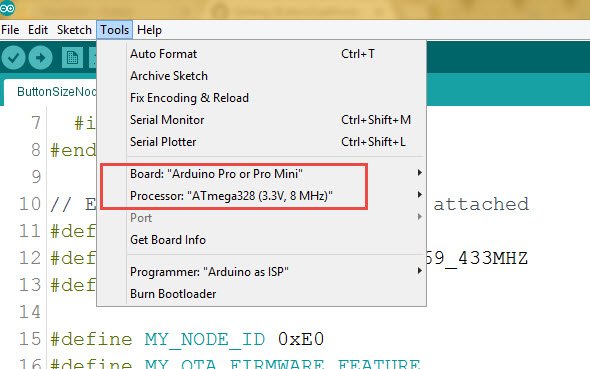 File Edit Sketch Tools Help
Auto Format Ctrl+T
Archive Sketch
Fix Encoding & Reload
Serial Monitor Ctrl+Shift+M
Serial Plotter Ctrl+Shift+L
Board: "Arduino Pro or Pro Mini"
Processor: "ATmega328 (3.3V, 8 MHz)"
Port
Get Board Info
Programmer: "Arduino as ISP"
Burn Bootloader
ButtonSizeNod
7 #i
8 #end
9
10 // E attached
11 #def
12 #def 69_433MHZ
13 #def
14
15 #define MY_NODE_ID 0xE0
16 #define MY_OTA_FIRMWARE_FEATURE